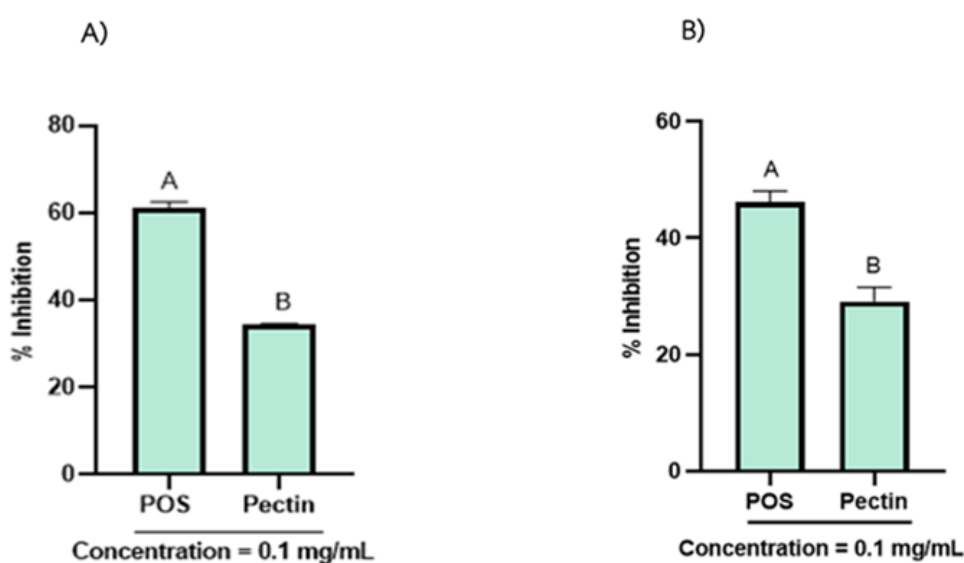 A)
80
60
40
20
0
% Inhibition
A
B
POS Pectin
Concentration = 0.1 mg/mL
B)
60
40
20
0
% Inhibition
A
B
POS Pectin
Concentration = 0.1 mg/mL